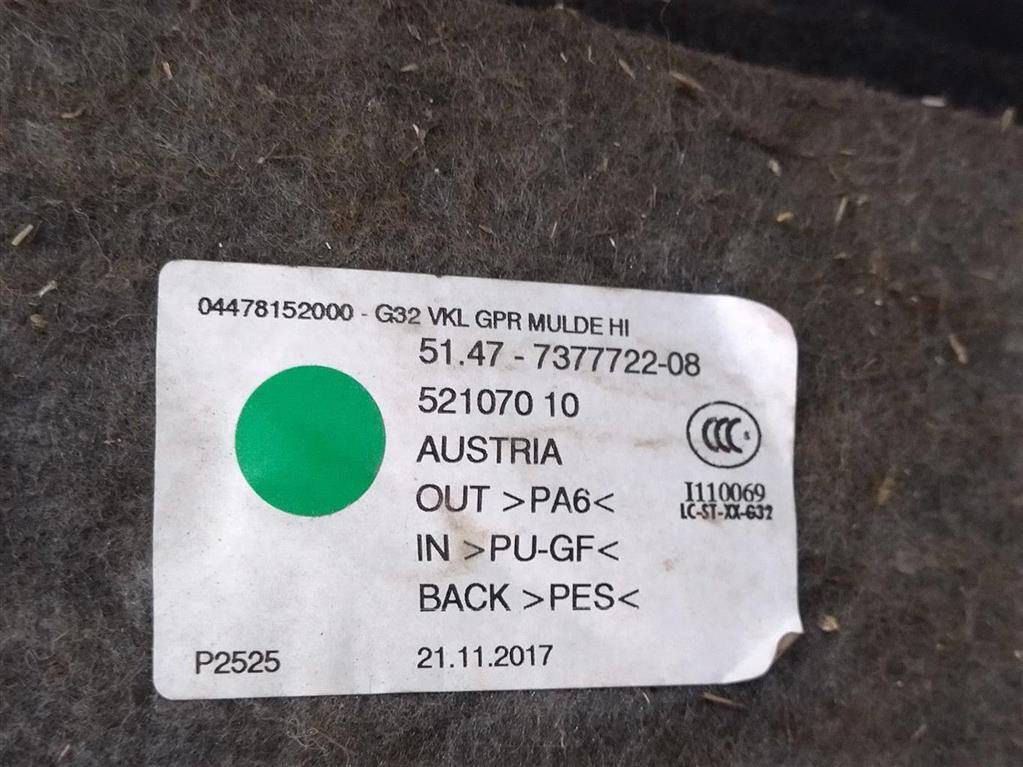 04478152000 - G32 VKL GPR MULDE HI
51.47 - 7377722-08
521070 10
AUSTRIA
CCC S
OUT >PA6<
I110069
LC-ST-XX-G32
IN >PU-GF<
BACK >PES<
P2525
21.11.2017